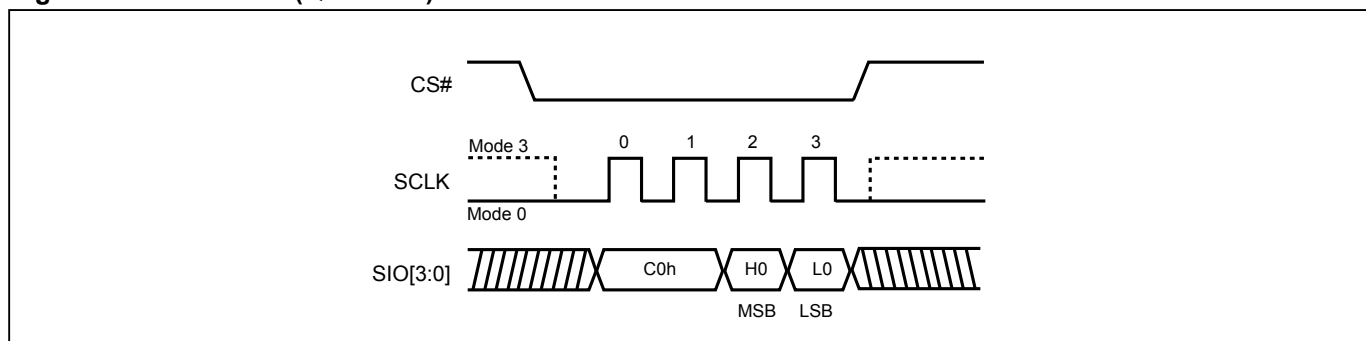 CS#
Mode 3
0 1 2 3
SCLK
Mode 0
SIO[3:0]
C0h H0 L0
MSB LSB